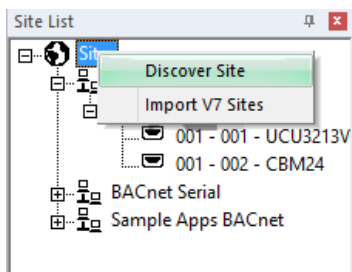 Site List
Sit
Discover Site
Import V7 Sites
001 - 001 - UCU3213V
001 - 002 - CBM24
BACnet Serial
Sample Apps BACnet